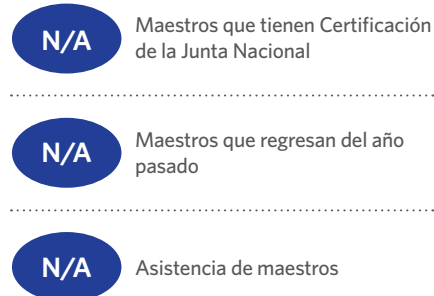 N/A
Maestros que tienen Certificación
de la Junta Nacional
N/A
Maestros que regresan del año
pasado
N/A
Asistencia de maestros